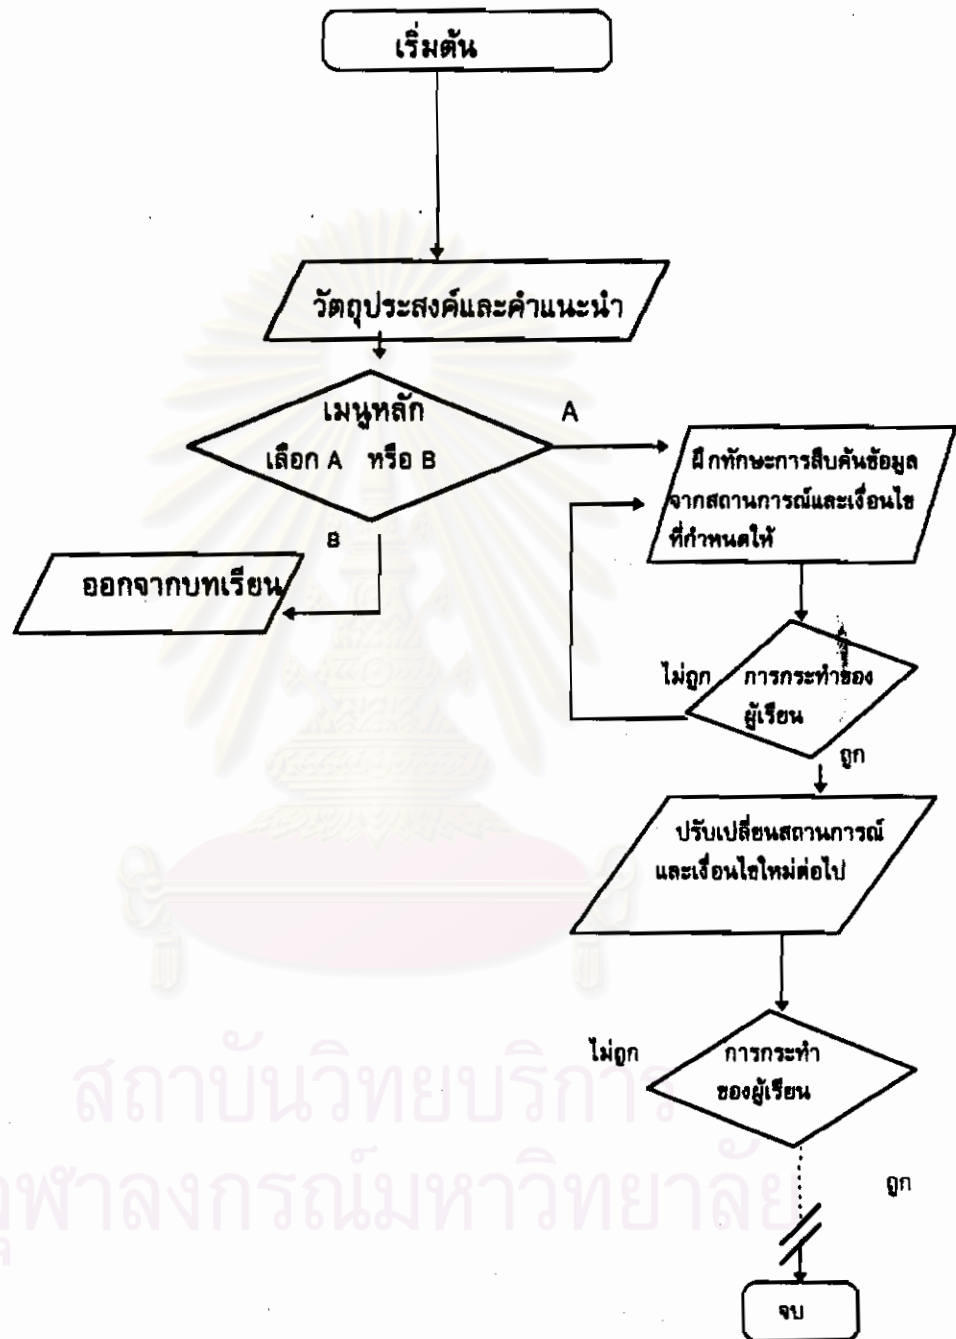 เริ่มต้น
วัตถุประสงค์และคำแนะนำ
เมนูหลัก
เลือก A หรือ B
A
B
ออกจากบทเรียน
ฝึกทักษะการสืบค้นข้อมูล
จากสถานการณ์และเงื่อนไข
ที่กำหนดให้
ไม่ถูก
การกระทำของ
ผู้เรียน
ถูก
ปรับเปลี่ยนสถานการณ์
และเงื่อนไขใหม่ต่อไป
ไม่ถูก
การกระทำ
ของผู้เรียน
ถูก
จบ
สถาบันวิทยบริการ
จุฬาลงกรณ์มหาวิทยาลัย